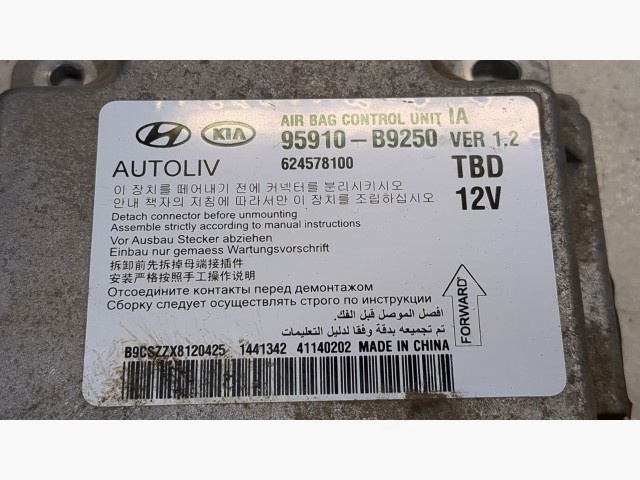 AIR BAG CONTROL UNIT IA
KIA 95910-B9250 VER 1.2
AUTOLIV 624578100 TBD
이 장치를 떼어내기 전에 커넥터를 분리시키시오
안내 책자의 지침에 따라서만 이 장치를 조립하십시오 12V
Detach connector before unmounting
Assemble strictly according to manual instructions
Vor Ausbau Stecker abziehen
Einbau nur gemaess Wartungsvorschrift
拆卸前先拆掉母端接插件
安装严格按照手工操作说明
Отсоедините контакты перед демонтажом
Сборку следует осуществлять строго по инструкции
FORWARD
افصل الموصل قبل الفك.
تم تجميعه بدقة وفقا لدليل التعليمات
B9CSZZX8120425 1441342 41140202 MADE IN CHINA